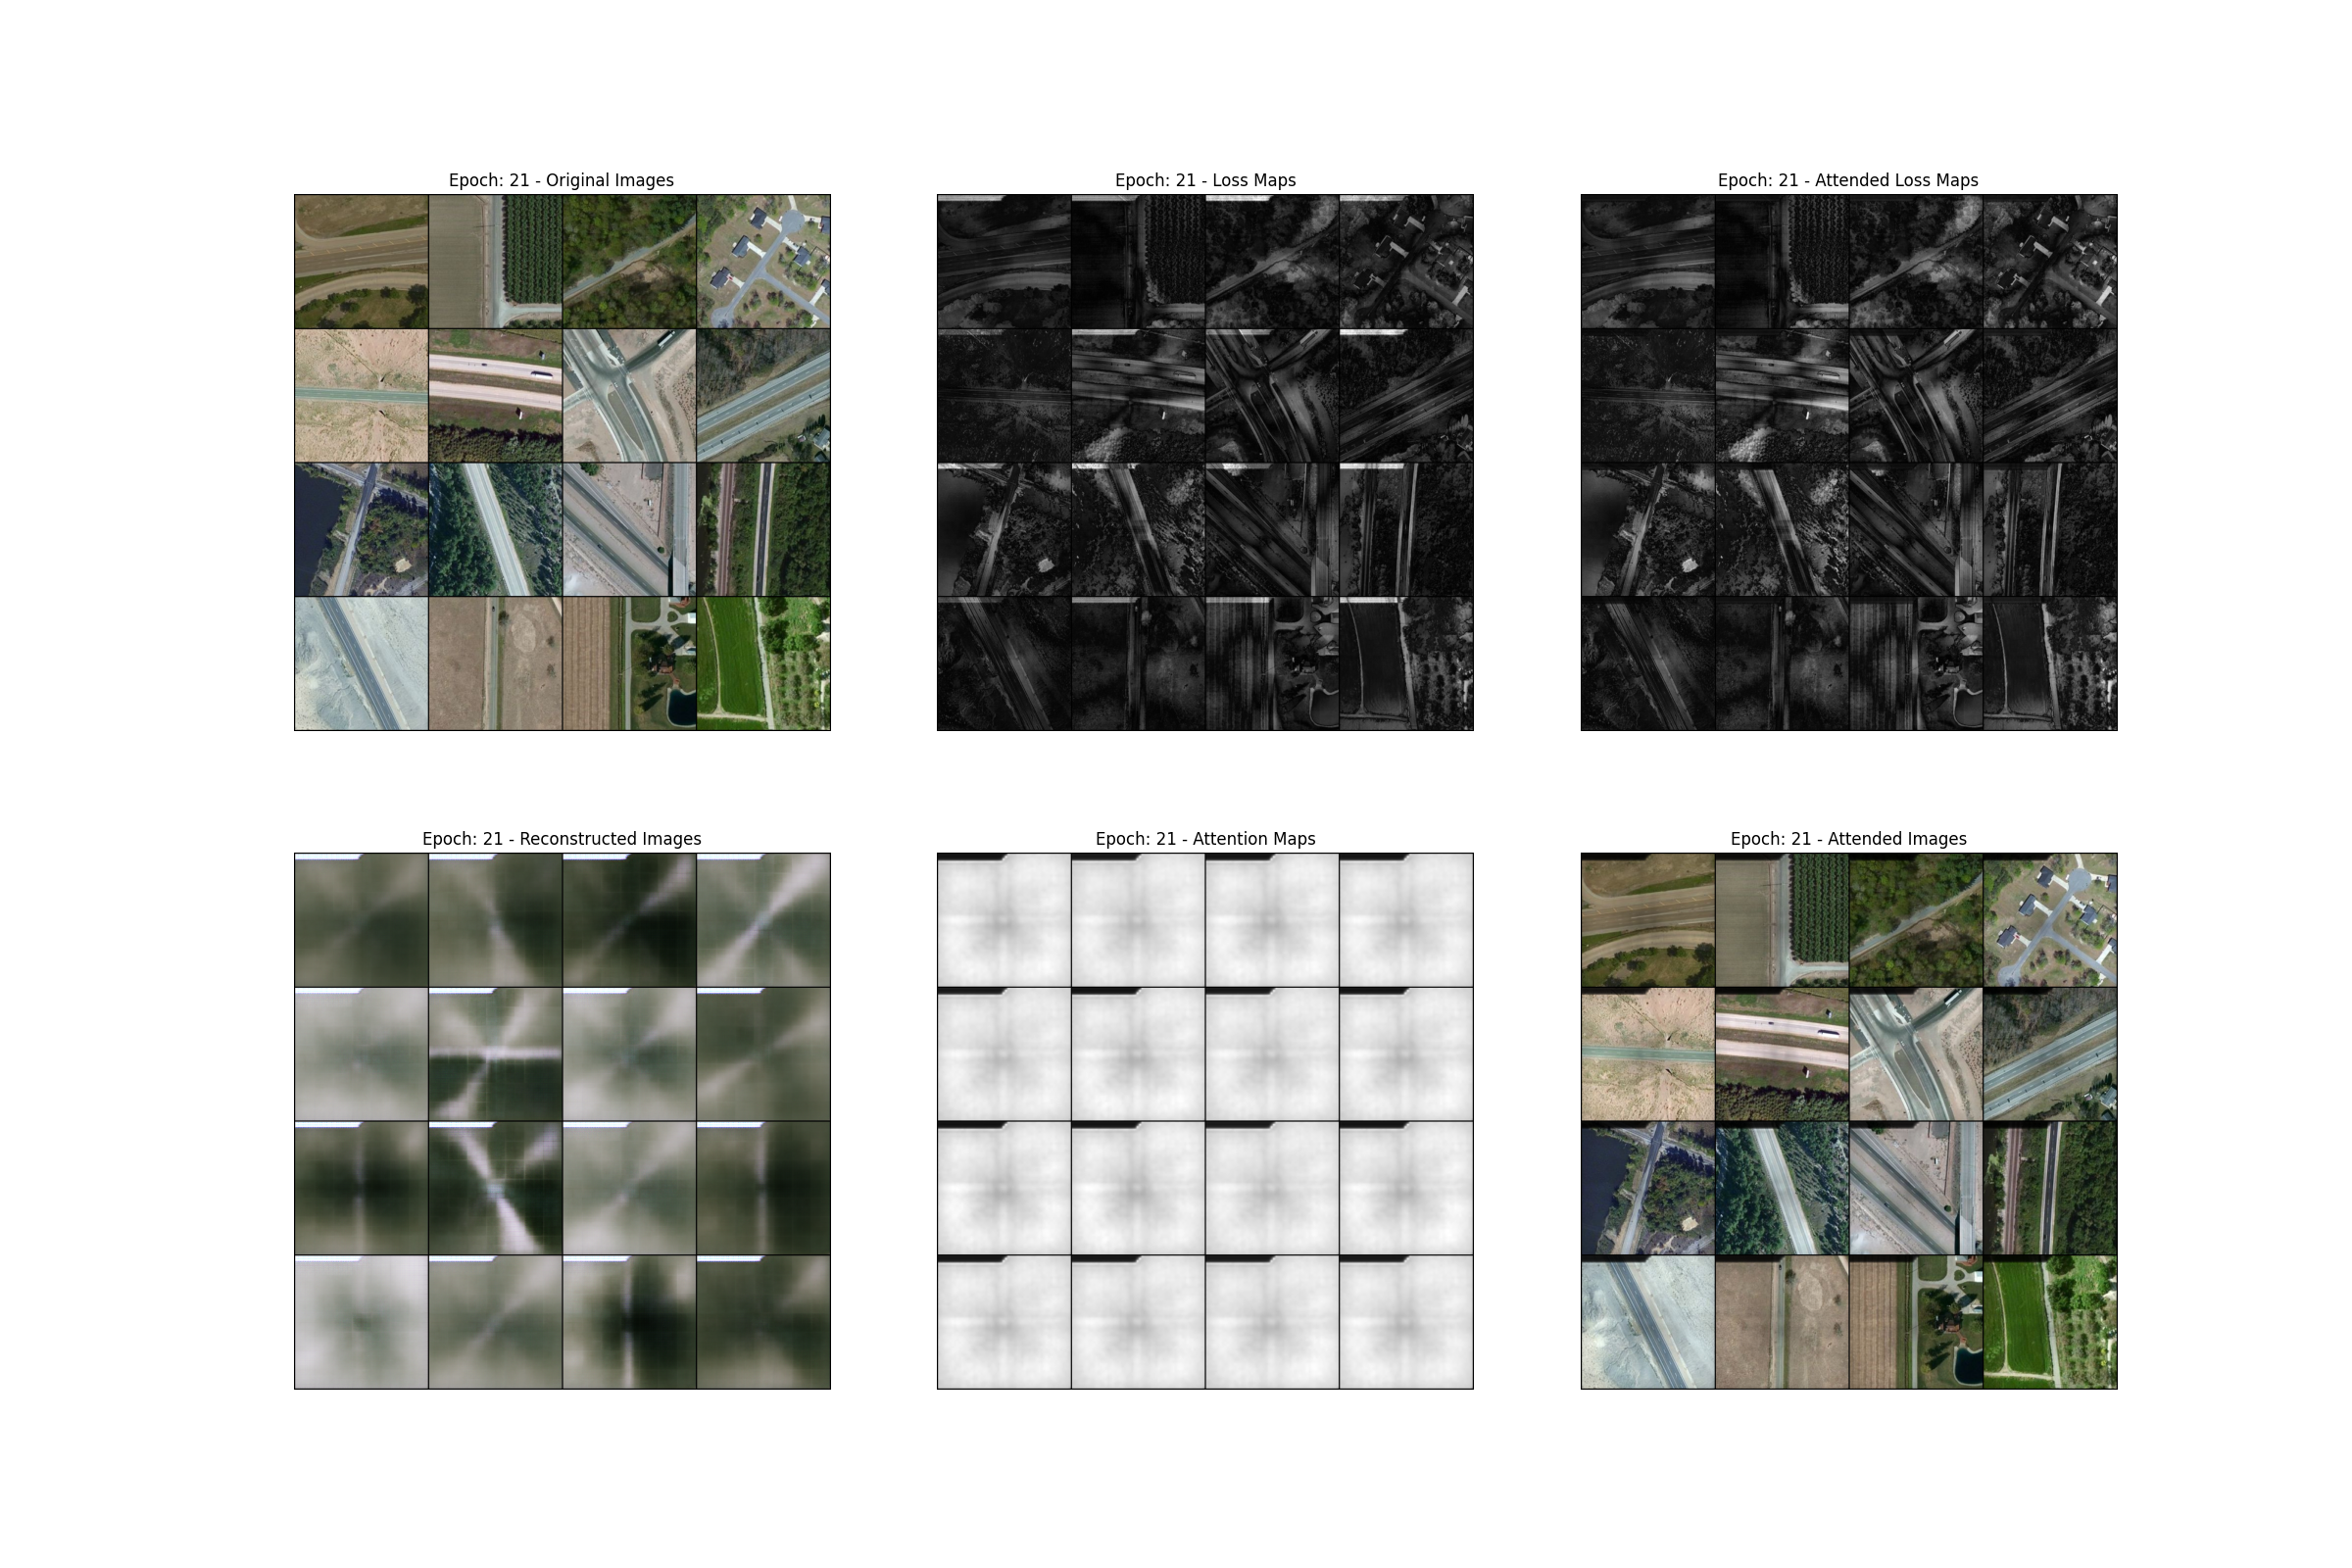 Epoch: 21 - Original Images
Epoch: 21 - Loss Maps
Epoch: 21 - Attended Loss Maps
Epoch: 21 - Reconstructed Images
Epoch: 21 - Attention Maps
Epoch: 21 - Attended Images